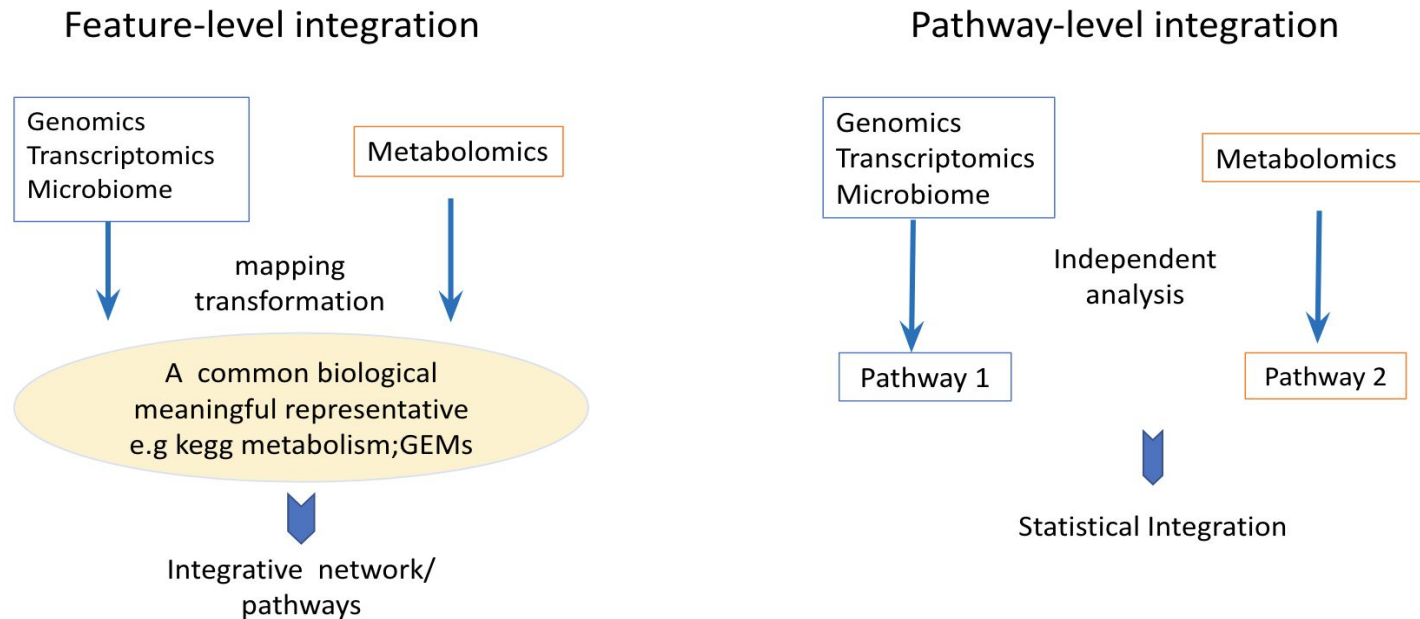 Feature-level integration
Genomics
Transcriptomics
Microbiome
Metabolomics
mapping
transformation
A common biological
meaningful representative
e.g kegg metabolism;GEMs
Integrative network/
pathways
Pathway-level integration
Genomics
Transcriptomics
Microbiome
Metabolomics
Independent
analysis
Pathway 1
Pathway 2
Statistical Integration